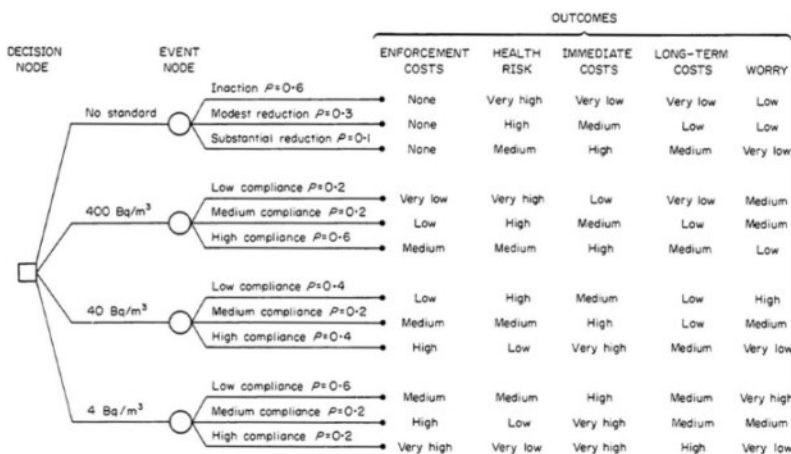 OUTCOMES
DECISION NODE EVENT NODE ENFORCEMENT COSTS HEALTH RISK IMMEDIATE COSTS LONG-TERM COSTS WORRY
No standard
Inaction P=0·6 None Very high Very low Very low Low
Modest reduction P=0·3 None High Medium Low Low
Substantial reduction P=0·1 None Medium High Medium Very low
400 Bq/m³
Low compliance P=0·2 Very low Very high Low Very low Medium
Medium compliance P=0·2 Low High Medium Low Medium
High compliance P=0·6 Medium Medium High Medium Low
40 Bq/m³
Low compliance P=0·4 Low High Medium Low High
Medium compliance P=0·2 Medium Medium High Low Medium
High compliance P=0·4 High Low Very high Medium Very low
4 Bq/m³
Low compliance P=0·6 Medium Medium High Medium Very high
Medium compliance P=0·2 High Low Very high Medium Medium
High compliance P=0·2 Very high Very low Very high High Very low